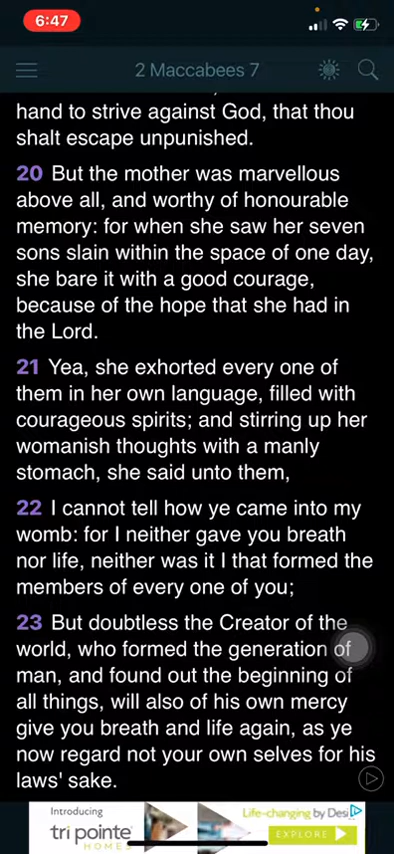 6:47
2 Maccabees 7
hand to strive against God, that thou
shalt escape unpunished.
20 But the mother was marvellous
above all, and worthy of honourable
memory: for when she saw her seven
sons slain within the space of one day,
she bare it with a good courage,
because of the hope that she had in
the Lord.
21 Yea, she exhorted every one of
them in her own language, filled with
courageous spirits; and stirring up her
womanish thoughts with a manly
stomach, she said unto them,
22 I cannot tell how ye came into my
womb: for I neither gave you breath
nor life, neither was it I that formed the
members of every one of you;
23 But doubtless the Creator of the
world, who formed the generation of
man, and found out the beginning of
all things, will also of his own mercy
give you breath and life again, as ye
now regard not your own selves for his
laws' sake.
Introducing
tri pointe
HOMES
Life-changing by Desi
EXPLORE